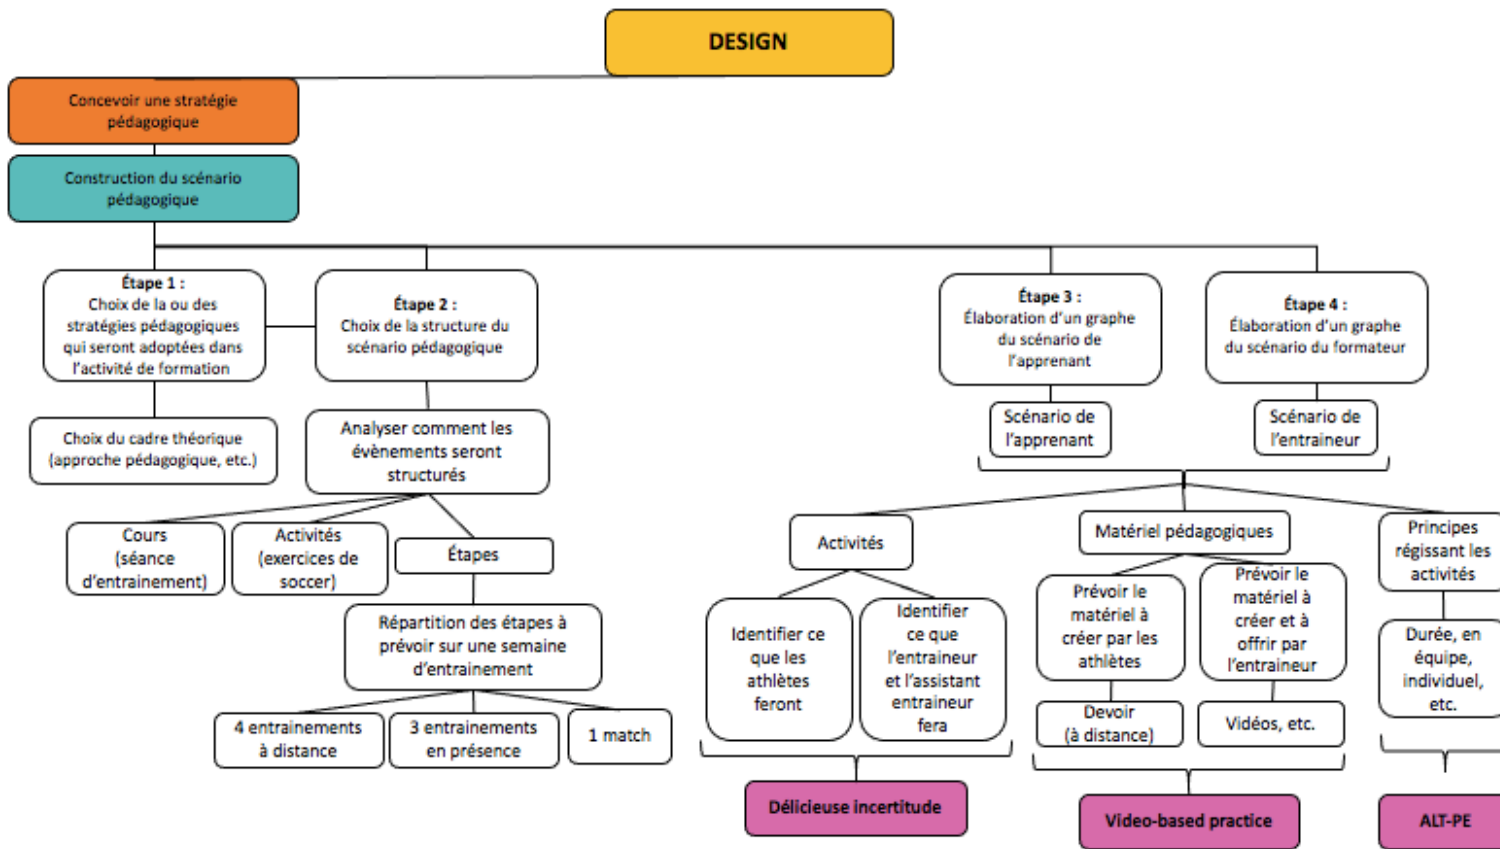 DESIGN
Concevoir une stratégie
pédagogique
Construction du scénario
pédagogique
Étape 1 :
Choix de la ou des
stratégies pédagogiques
qui seront adoptées dans
l'activité de formation
Étape 2 :
Choix de la structure du
scénario pédagogique
Étape 3 :
Élaboration d'un graphe
du scénario de
l'apprenant
Étape 4 :
Élaboration d'un graphe
du scénario du formateur
Choix du cadre théorique
(approche pédagogique, etc.)
Analyser comment les
évènements seront
structurés
Scénario de
l'apprenant
Scénario de
l'entraineur
Cours
(séance
d'entrainement)
Activités
(exercices de
soccer)
Étapes
Répartition des étapes à
prévoir sur une semaine
d'entrainement
4 entrainements
à distance
3 entrainements
en présence
1 match
Activités
Matériel pédagogiques
Principes
régissant les
activités
Identifier ce
que les
athlètes
feront
Identifier
ce que
l'entraineur
et l'assistant
entraineur
fera
Prévoir le
matériel à
créer par les
athlètes
Prévoir le
matériel à
créer et à
offrir par
l'entraineur
Durée, en
équipe,
individuel,
etc.
Devoir
(à distance)
Vidéos, etc.
Délicieuse incertitude
Video-based practice
ALT-PE